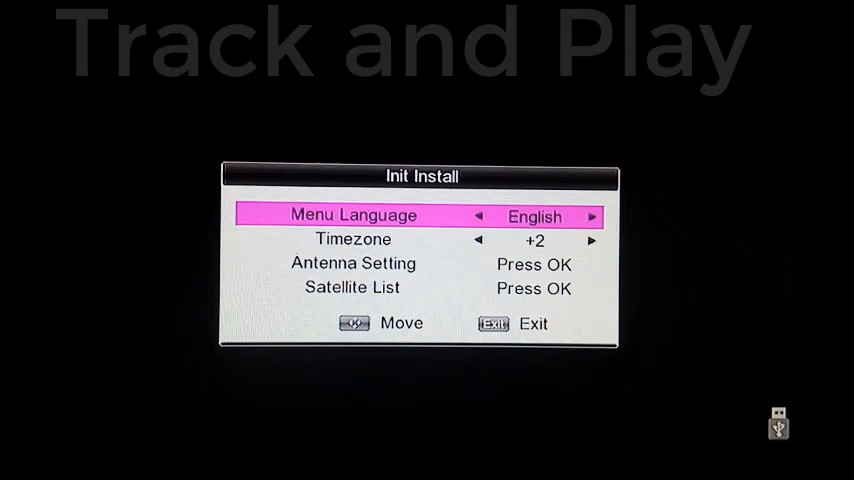 Track and Play
Init Install
Menu Language English
Timezone +2
Antenna Setting Press OK
Satellite List Press OK
Move Exit Exit